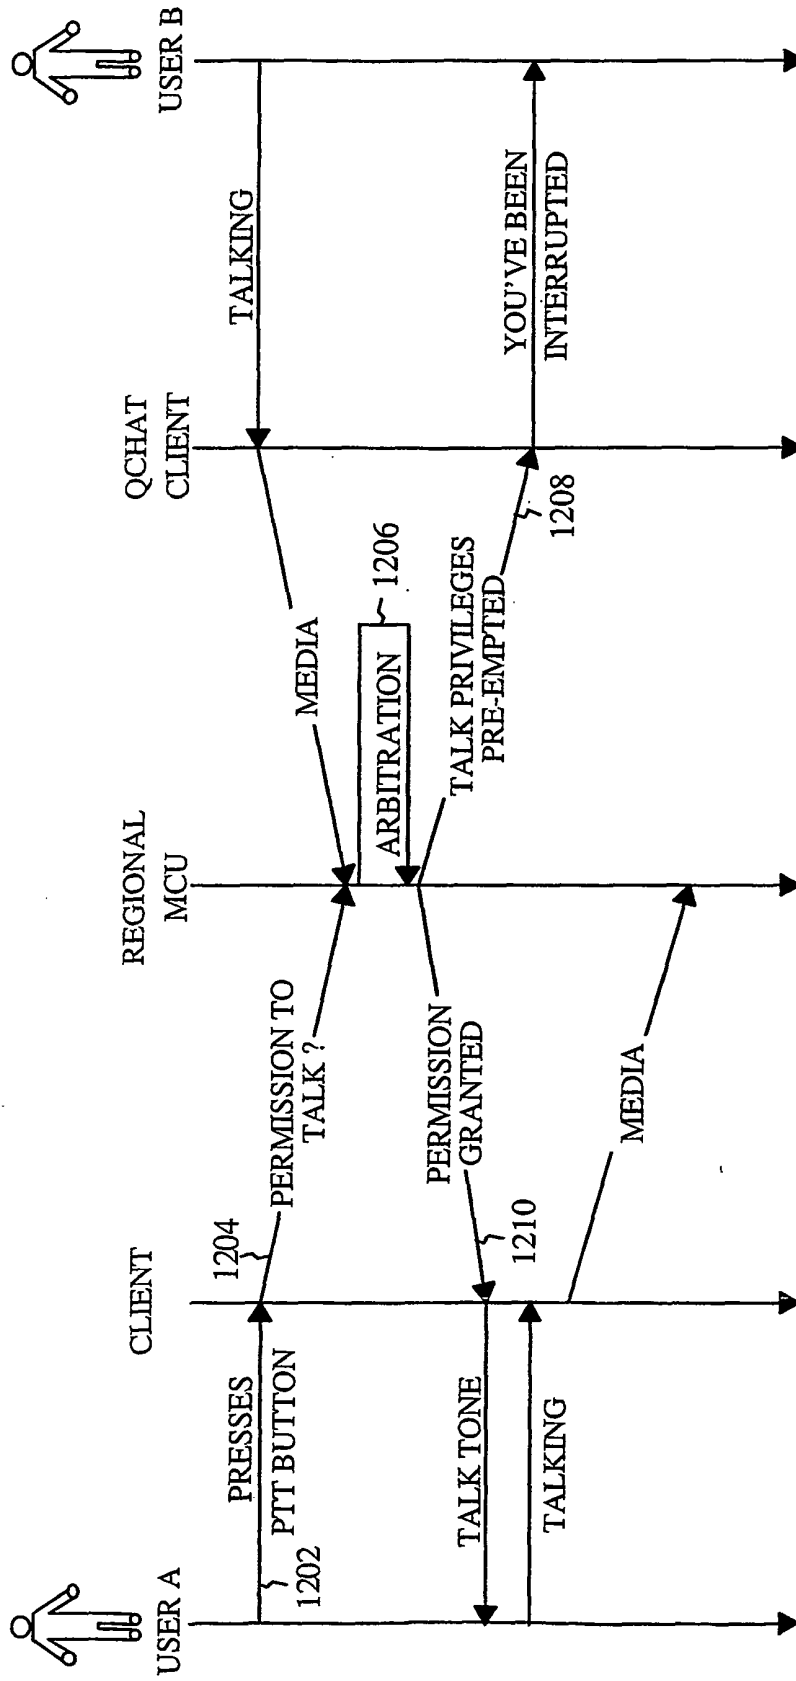 USER A
CLIENT
REGIONAL
MCU
QCHAT
CLIENT
USER B
PRESSES
PTT BUTTON
1202
1204
PERMISSION TO
TALK ?
MEDIA
TALKING
ARBITRATION
1206
PERMISSION
GRANTED
1210
TALK PRIVILEGES
PRE-EMPTED
1208
YOU'VE BEEN
INTERRUPTED
TALK TONE
TALKING
MEDIA